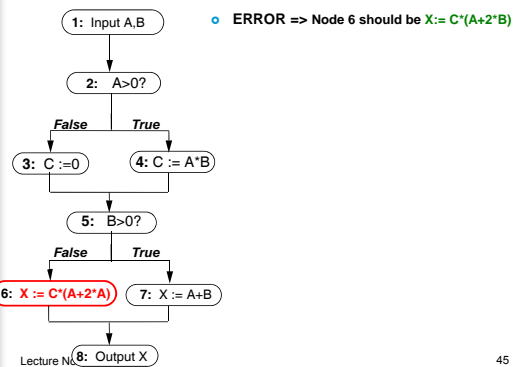 1: Input A,B
ERROR => Node 6 should be X:= C*(A+2*B)
2: A>0?
False True
3: C :=0
4: C := A*B
5: B>0?
False True
6: X := C*(A+2*A)
7: X := A+B
8: Output X
Lecture
45